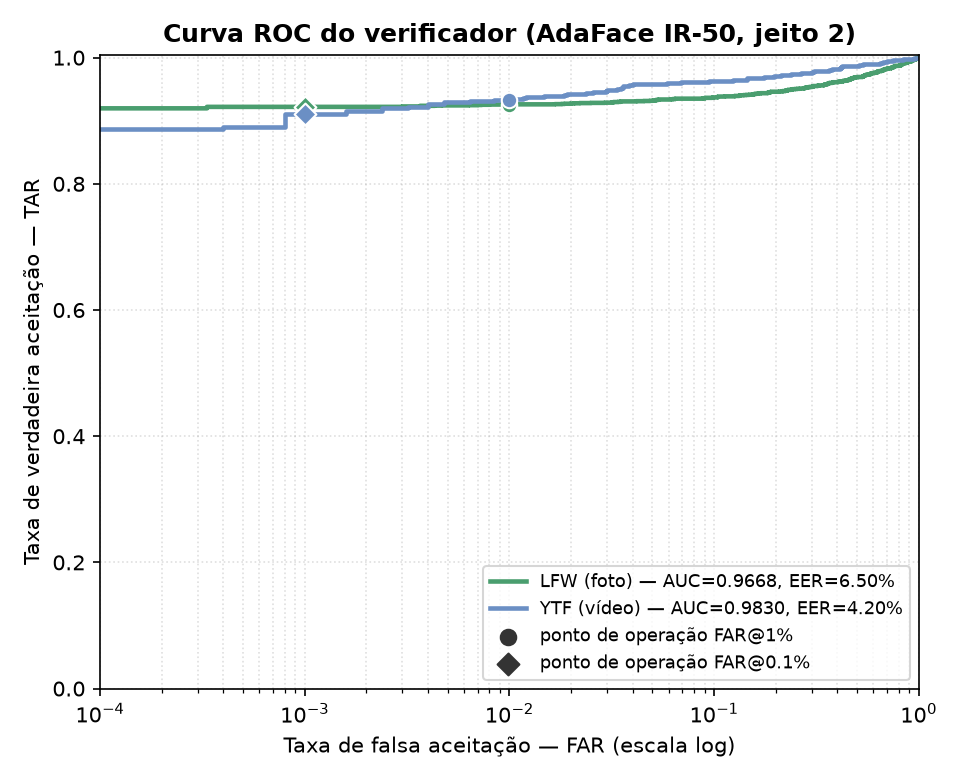 Curva ROC do verificador (AdaFace IR-50, jeito 2)
Taxa de verdadeira aceitação — TAR
1.0
0.8
0.6
0.4
0.2
0.0
LFW (foto) — AUC=0.9668, EER=6.50%
YTF (vídeo) — AUC=0.9830, EER=4.20%
ponto de operação FAR@1%
ponto de operação FAR@0.1%
10⁻⁴ 10⁻³ 10⁻² 10⁻¹ 10⁰
Taxa de falsa aceitação — FAR (escala log)